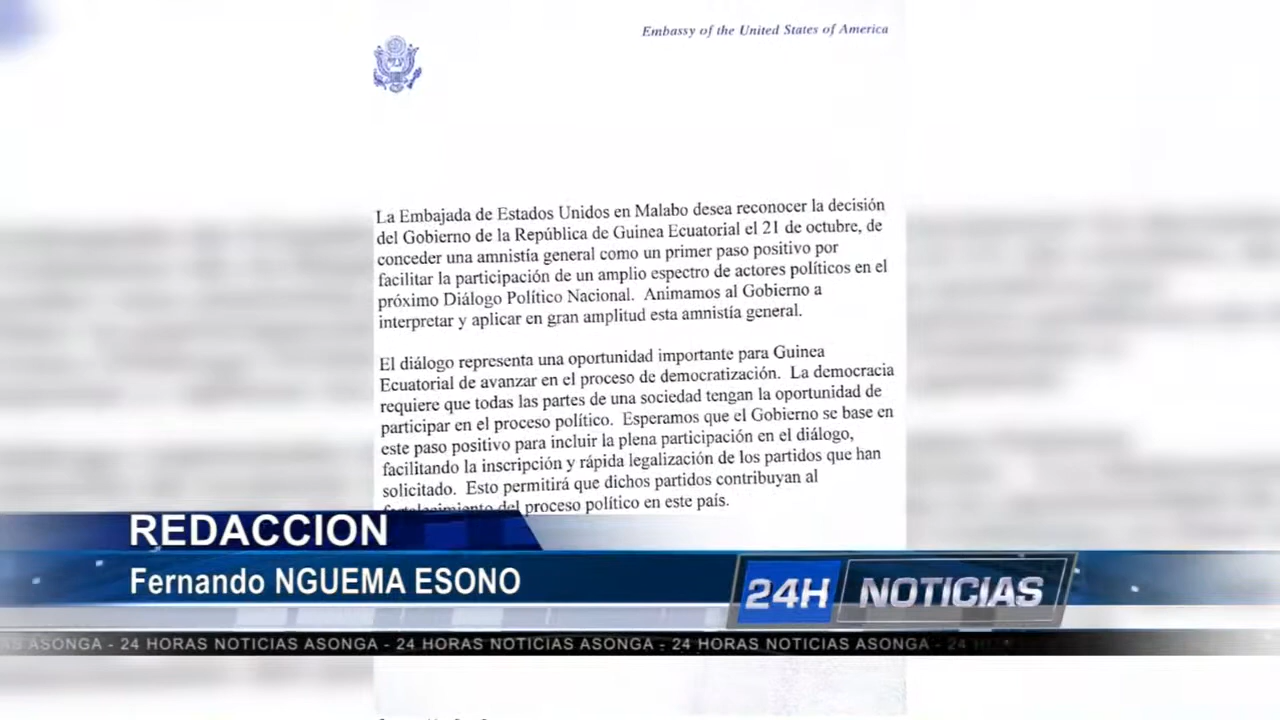 Embassy of the United States of America
La Embajada de Estados Unidos en Malabo desea reconocer la decisión
del Gobierno de la República de Guinea Ecuatorial el 21 de octubre, de
conceder una amnistía general como un primer paso positivo por
facilitar la participación de un amplio espectro de actores políticos en el
próximo Diálogo Político Nacional. Animamos al Gobierno a
interpretar y aplicar en gran amplitud esta amnistía general.
El diálogo representa una oportunidad importante para Guinea
Ecuatorial de avanzar en el proceso de democratización. La democracia
requiere que todas las partes de una sociedad tengan la oportunidad de
participar en el proceso político. Esperamos que el Gobierno se base en
este paso positivo para incluir la plena participación en el diálogo,
facilitando la inscripción y rápida legalización de los partidos que han
solicitado. Esto permitirá que dichos partidos contribuyan al
fortalecimiento del proceso político en este país.
REDACCION
Fernando NGUEMA ESONO
24H NOTICIAS
AS ASONGA - 24 HORAS NOTICIAS ASONGA - 24 HORAS NOTICIAS ASONGA - 24 HORAS NOTICIAS ASONGA - 24